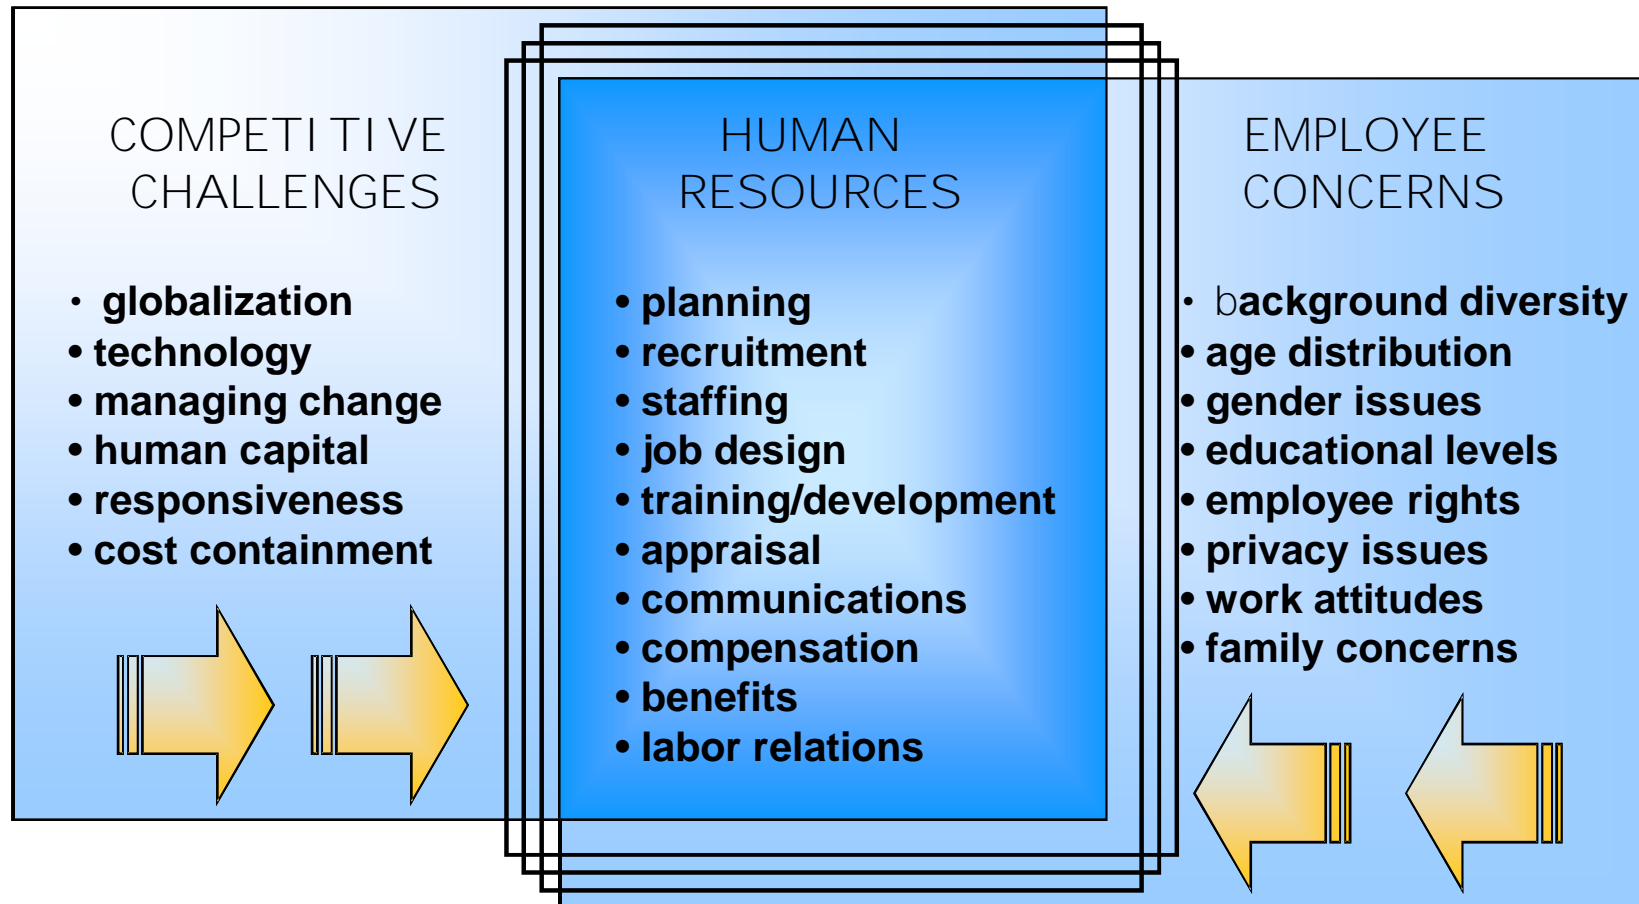 COMPETITIVE
CHALLENGES
• globalization
• technology
• managing change
• human capital
• responsiveness
• cost containment
HUMAN
RESOURCES
• planning
• recruitment
• staffing
• job design
• training/development
• appraisal
• communications
• compensation
• benefits
• labor relations
EMPLOYEE
CONCERNS
• background diversity
• age distribution
• gender issues
• educational levels
• employee rights
• privacy issues
• work attitudes
• family concerns